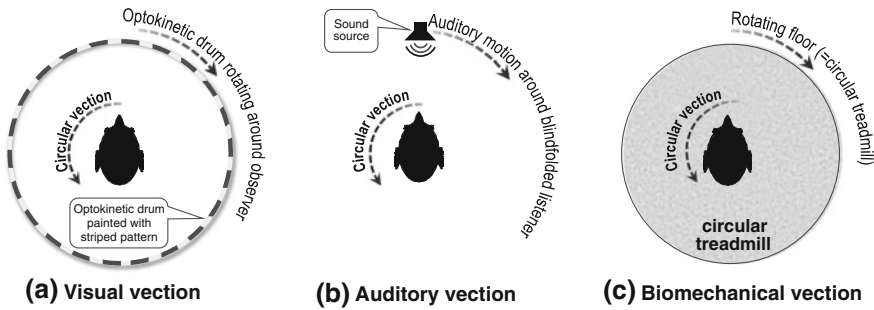 Optokinetic drum rotating around observer
Circular vection
Optokinetic drum
painted with
striped pattern
(a) Visual vection
Sound
source
Auditory motion around blindfolded listener
Circular vection
(b) Auditory vection
Rotating floor (=circular treadmill)
Circular vection
circular
treadmill
(c) Biomechanical vection